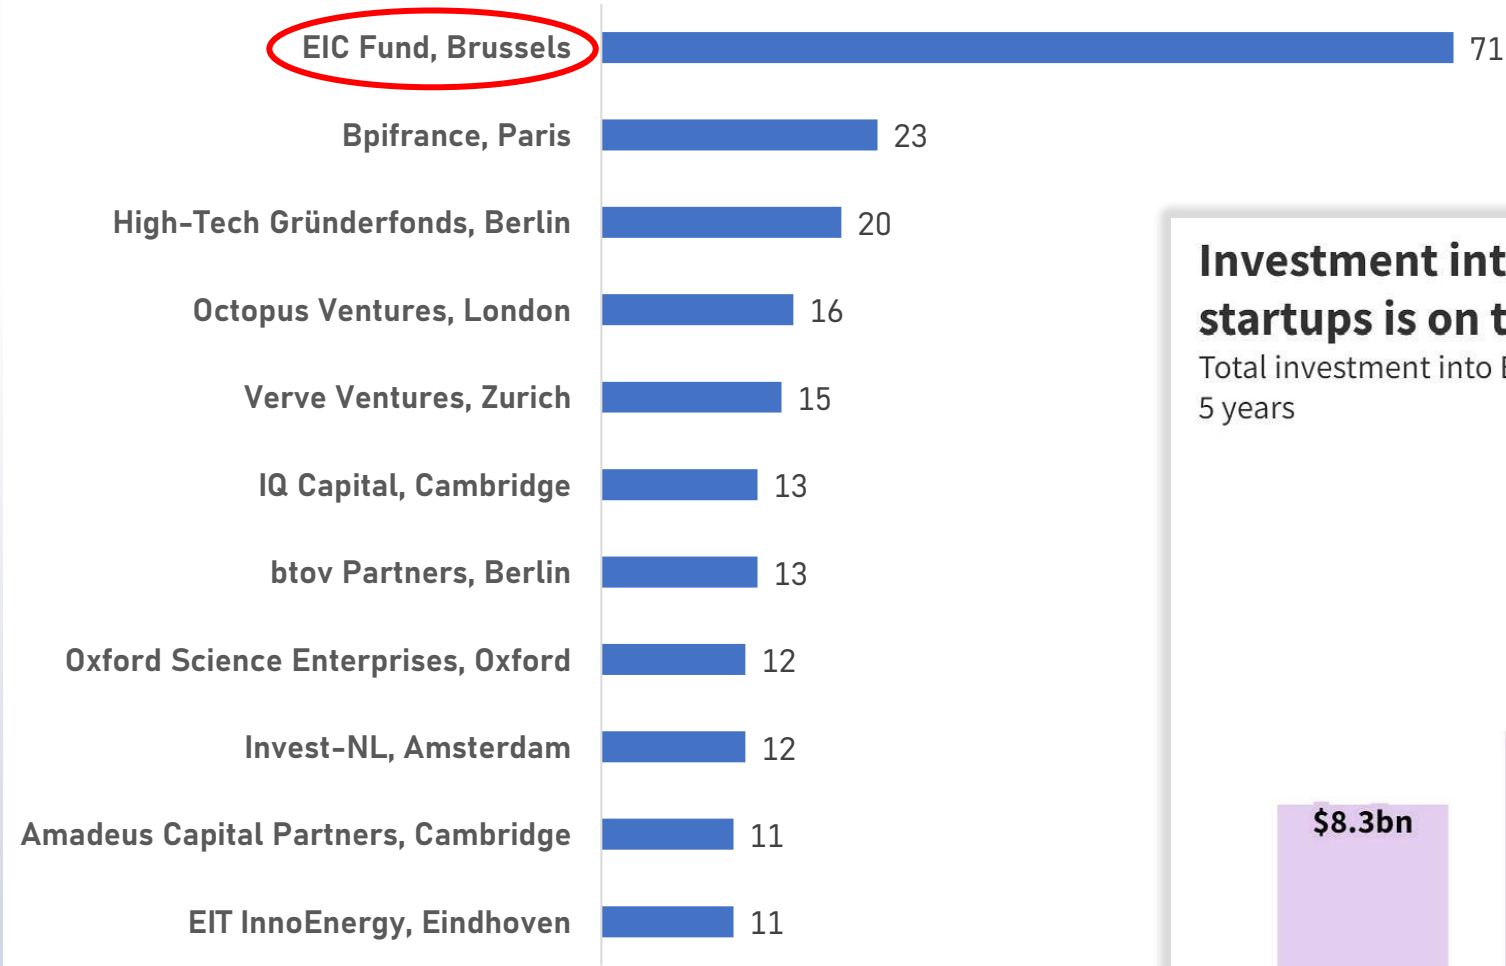 EIC Fund, Brussels 71
Bpifrance, Paris 23
High-Tech Gründerfonds, Berlin 20
Octopus Ventures, London 16
Verve Ventures, Zurich 15
IQ Capital, Cambridge 13
btov Partners, Berlin 13
Oxford Science Enterprises, Oxford 12
Invest-NL, Amsterdam 12
Amadeus Capital Partners, Cambridge 11
EIT InnoEnergy, Eindhoven 11
Investment int
startups is on t
Total investment into E
5 years
$8.3bn